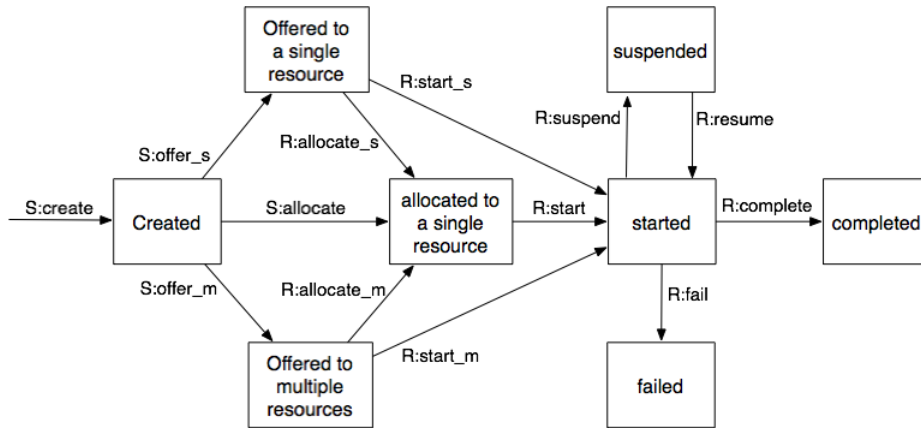 Offered to
a single
resource
suspended
R:start_s
R:suspend
R:resume
S:offer_s
R:allocate_s
S:create
Created
S:allocate
allocated to
a single
resource
R:start
started
R:complete
completed
S:offer_m
R:allocate_m
R:fail
R:start_m
Offered to
multiple
resources
failed